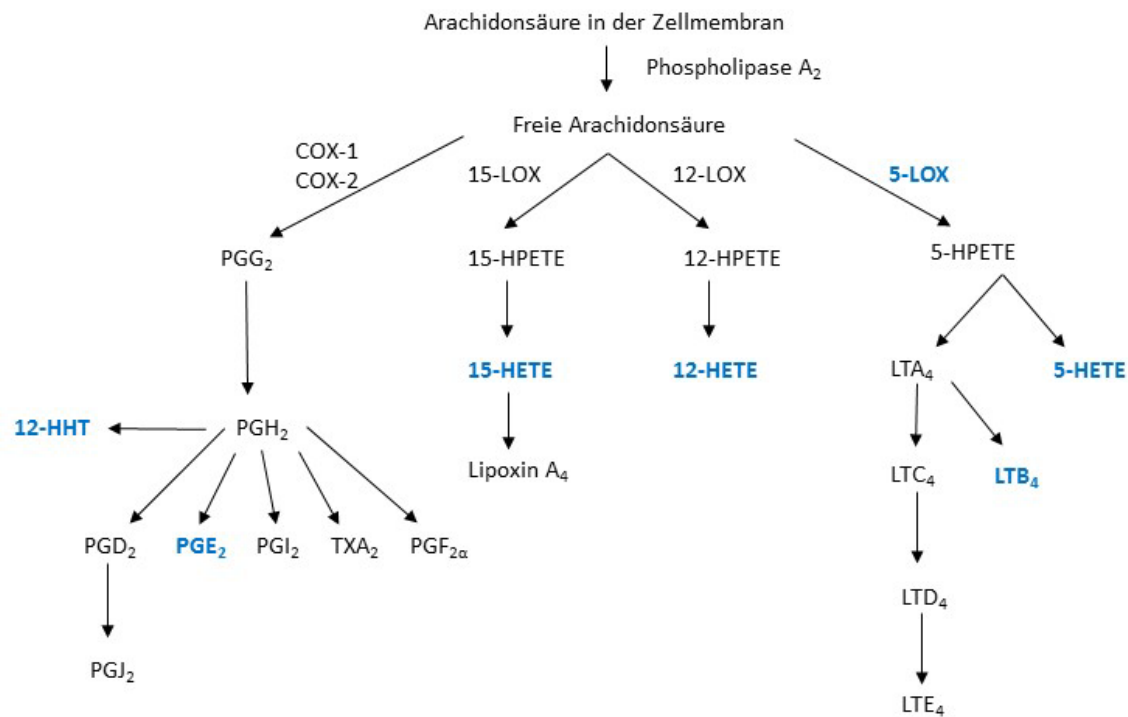 Arachidonsäure in der Zellmembran
Phospholipase A₂
Freie Arachidonsäure
COX-1
COX-2
15-LOX
12-LOX
5-LOX
PGG₂
15-HPETE
12-HPETE
5-HPETE
15-HETE
12-HETE
LTA₄
5-HETE
12-HHT
PGH₂
Lipoxin A₄
LTC₄
LTB₄
PGD₂
PGE₂
PGI₂
TXA₂
PGF₂α
LTD₄
PGJ₂
LTE₄